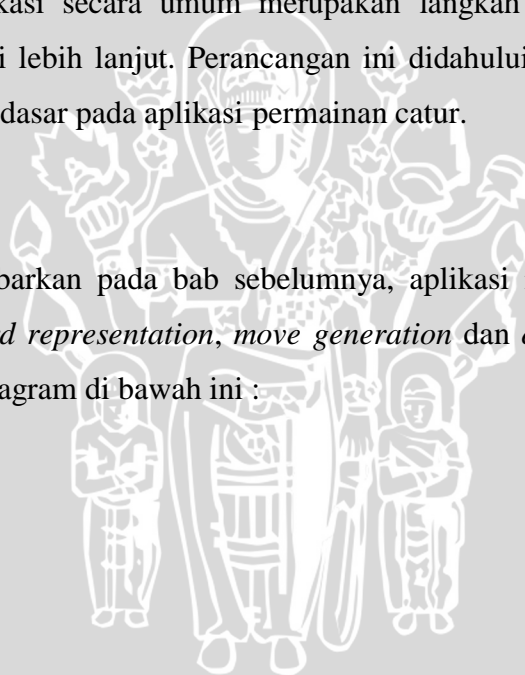 kasi secara umum merupakan langkah
i lebih lanjut. Perancangan ini didahului
dasar pada aplikasi permainan catur.
barkan pada bab sebelumnya, aplikasi
d representation, move generation dan
agram di bawah ini :